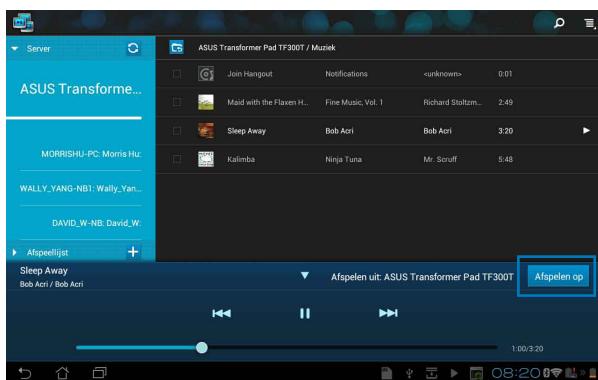 Server
ASUS Transformer Pad TF300T / Muziek
ASUS Transforme...
Join Hangout Notifications <unknown> 0:01
Maid with the Flaxen H... Fine Music, Vol. 1 Richard Stoltzm... 2:49
Sleep Away Bob Acri Bob Acri 3:20
Kalimba Ninja Tuna Mr. Scruff 5:48
MORRISHU-PC: Morris Hu:
WALLY_YANG-NB1: Wally_Yan...
DAVID_W-NB: David_W:
Afspeellijst
Sleep Away
Bob Acri / Bob Acri
Afspelen uit: ASUS Transformer Pad TF300T
Afspelen op
1:00/3:20
08:20